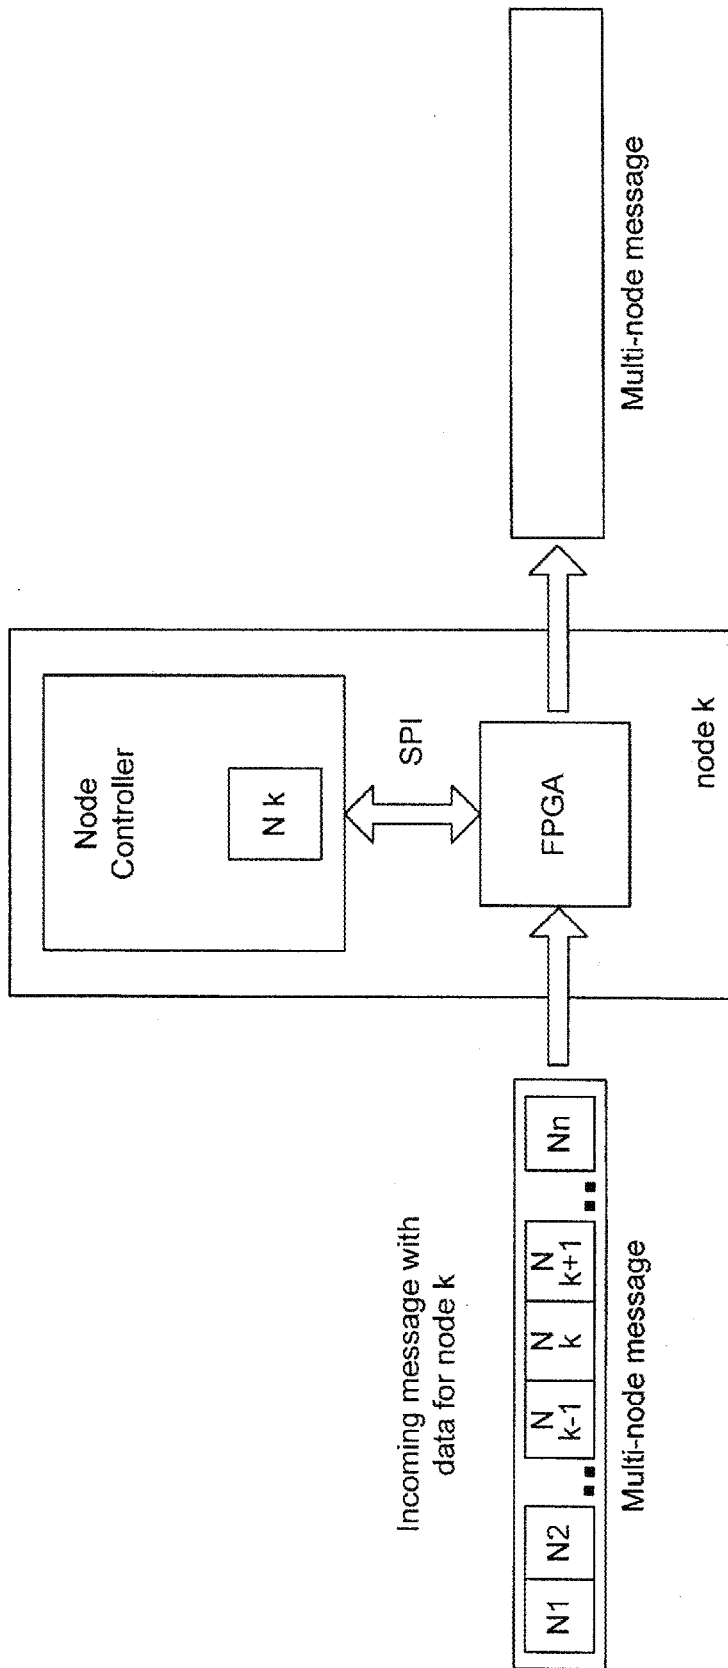 Incoming message with
data for node k
N1
N2
N
k-1
N
k
N
k+1
Nn
Multi-node message
Node
Controller
N k
SPI
FPGA
node k
Multi-node message